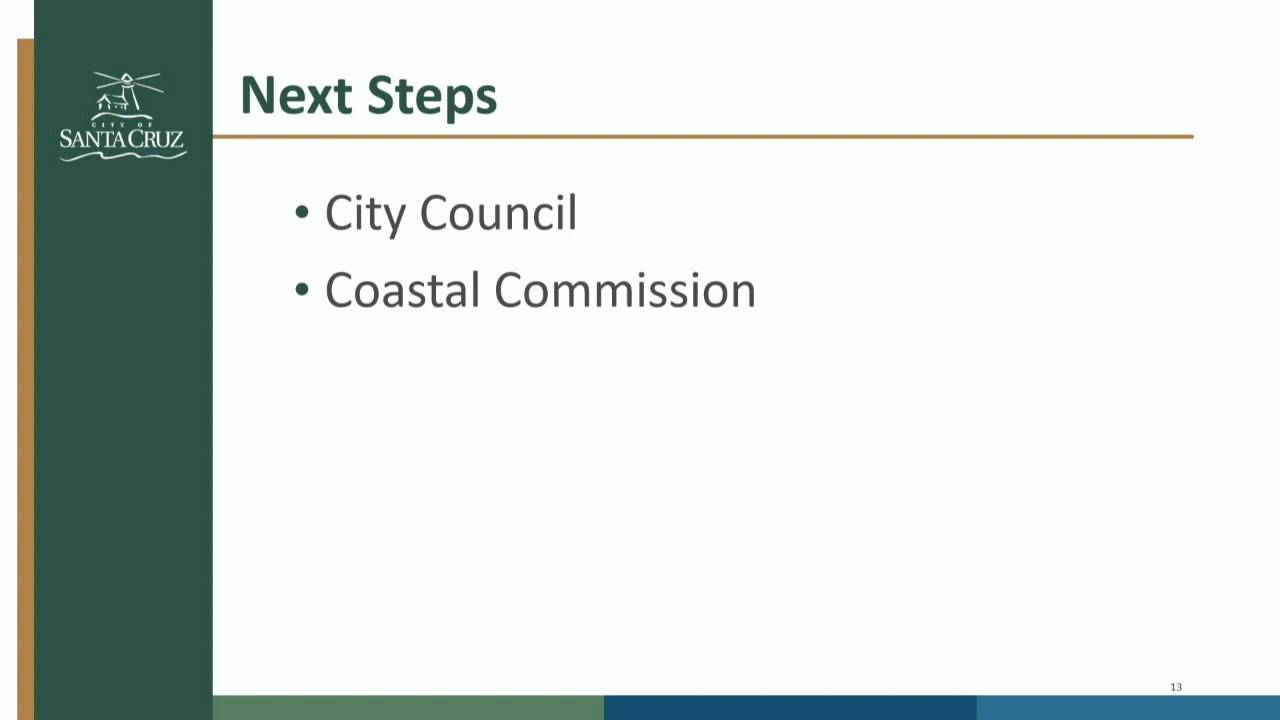 CITY OF
SANTA CRUZ
Next Steps
• City Council
• Coastal Commission
13